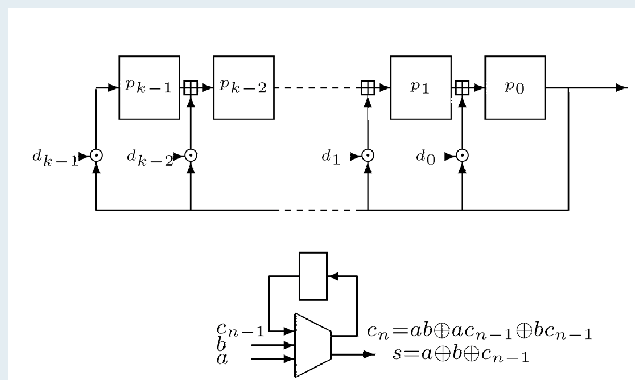 p_{k-1} p_{k-2} p_1 p_0
d_{k-1} d_{k-2} d_1 d_0
c_{n-1} c_n=ab⊕ac_{n-1}⊕bc_{n-1}
b
a s=a⊕b⊕c_{n-1}